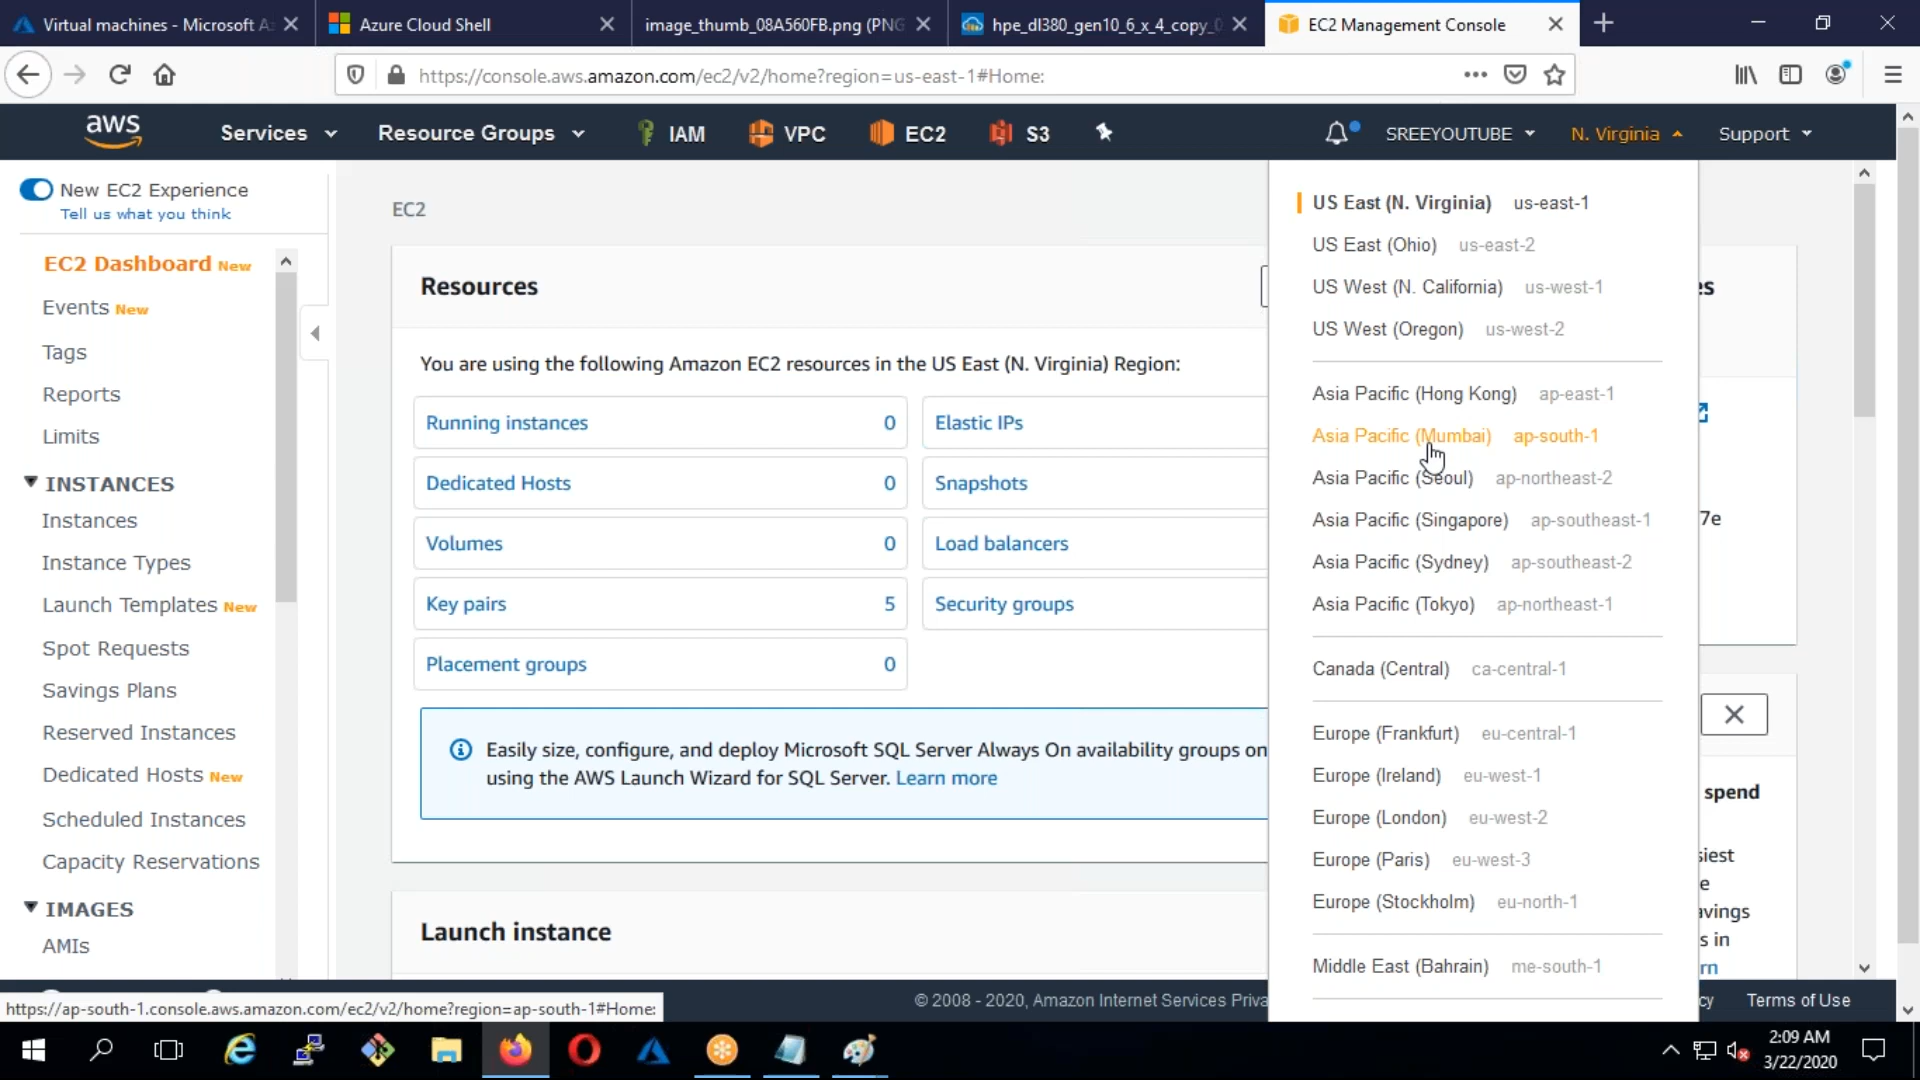 Virtual machines - Microsoft Az
Azure Cloud Shell
image_thumb_08A560FB.png (PNG
hpe_dl380_gen10_6_x_4_copy_0
EC2 Management Console
https://console.aws.amazon.com/ec2/v2/home?region=us-east-1#Home:
aws
Services
Resource Groups
IAM
VPC
EC2
S3
SREEYOUTUBE
N. Virginia
Support
New EC2 Experience
Tell us what you think
EC2 Dashboard New
Events New
Tags
Reports
Limits
INSTANCES
Instances
Instance Types
Launch Templates New
Spot Requests
Savings Plans
Reserved Instances
Dedicated Hosts New
Scheduled Instances
Capacity Reservations
IMAGES
AMIs
EC2
Resources
You are using the following Amazon EC2 resources in the US East (N. Virginia) Region:
Running instances 0
Elastic IPs
Dedicated Hosts 0
Snapshots
Volumes 0
Load balancers
Key pairs 5
Security groups
Placement groups 0
Easily size, configure, and deploy Microsoft SQL Server Always On availability groups on
using the AWS Launch Wizard for SQL Server. Learn more
Launch instance
US East (N. Virginia) us-east-1
US East (Ohio) us-east-2
US West (N. California) us-west-1
US West (Oregon) us-west-2
Asia Pacific (Hong Kong) ap-east-1
Asia Pacific (Mumbai) ap-south-1
Asia Pacific (Seoul) ap-northeast-2
Asia Pacific (Singapore) ap-southeast-1
Asia Pacific (Sydney) ap-southeast-2
Asia Pacific (Tokyo) ap-northeast-1
Canada (Central) ca-central-1
Europe (Frankfurt) eu-central-1
Europe (Ireland) eu-west-1
Europe (London) eu-west-2
Europe (Paris) eu-west-3
Europe (Stockholm) eu-north-1
Middle East (Bahrain) me-south-1
es
7e
spend
siest
e
avings
s in
rn
https://ap-south-1.console.aws.amazon.com/ec2/v2/home?region=ap-south-1#Home:
© 2008 - 2020, Amazon Internet Services Priva
cy
Terms of Use
2:09 AM
3/22/2020